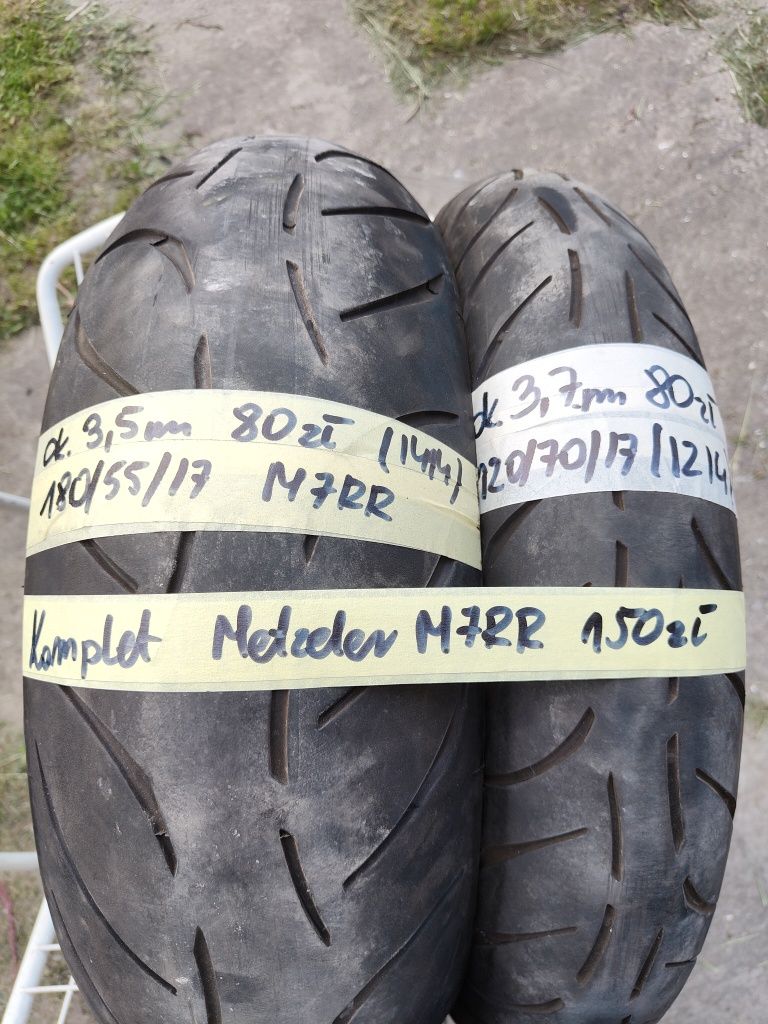 ok. 3,5mm 80zł (1414)
180/55/17 M7RR
ok. 3,7mm 80zł
120/70/17 (1214
Komplet Metzeler M7RR 150zł